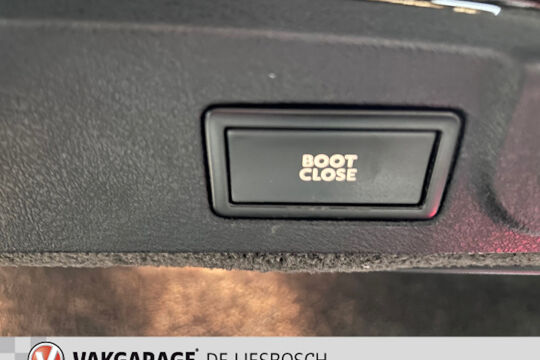 BOOT
CLOSE
VAKGARAGE® DE LIESBOSCH